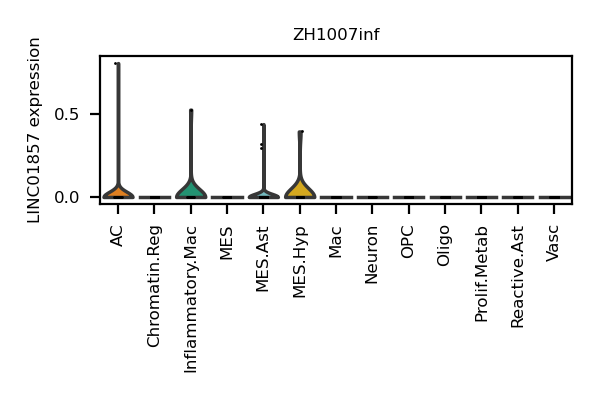 ZH1007inf
LINC01857 expression
0.5
0.0
AC
Chromatin.Reg
Inflammatory.Mac
MES
MES.Ast
MES.Hyp
Mac
Neuron
OPC
Oligo
Prolif.Metab
Reactive.Ast
Vasc